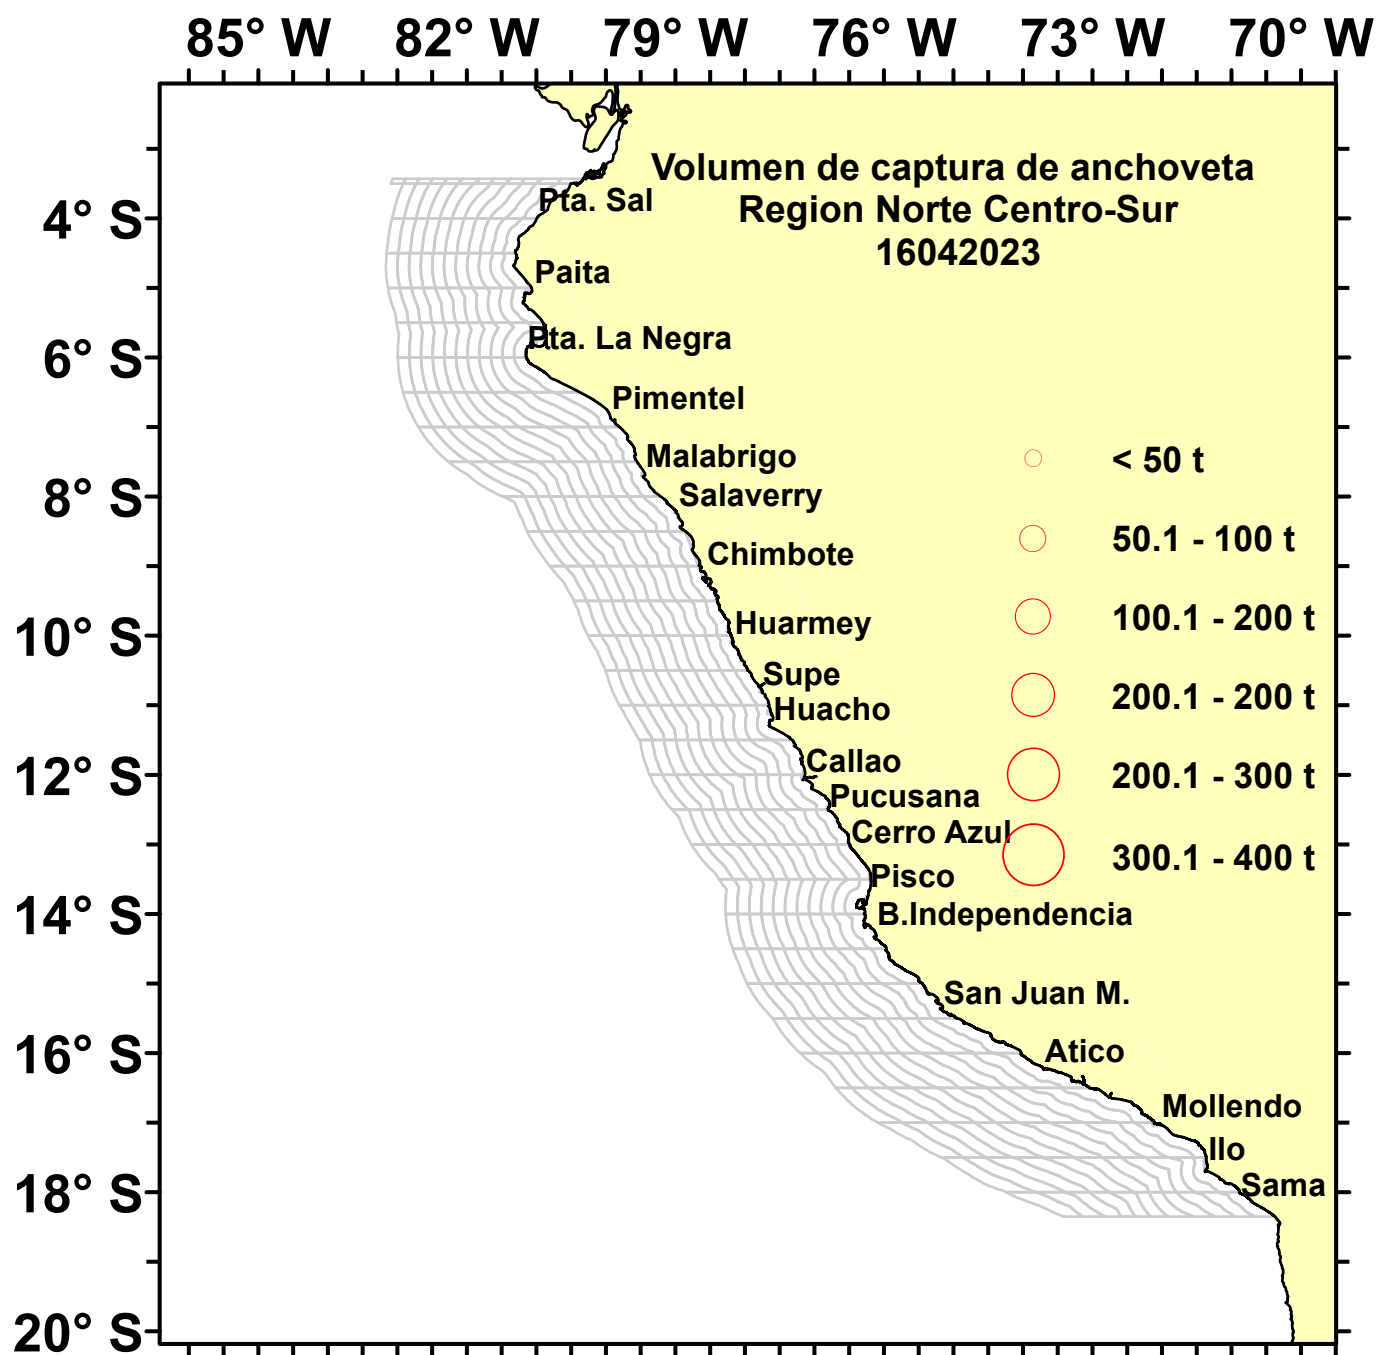 85° W 82° W 79° W 76° W 73° W 70° W
Volumen de captura de anchoveta
Region Norte Centro-Sur
16042023
4° S
6° S
8° S
10° S
12° S
14° S
16° S
18° S
20° S
Pta. Sal
Paita
Pta. La Negra
Pimentel
Malabrigo
Salaverry
Chimbote
Huarmey
Supe
Huacho
Callao
Pucusana
Cerro Azul
Pisco
B.Independencia
San Juan M.
Atico
Mollendo
Ilo
Sama
< 50 t
50.1 - 100 t
100.1 - 200 t
200.1 - 200 t
200.1 - 300 t
300.1 - 400 t